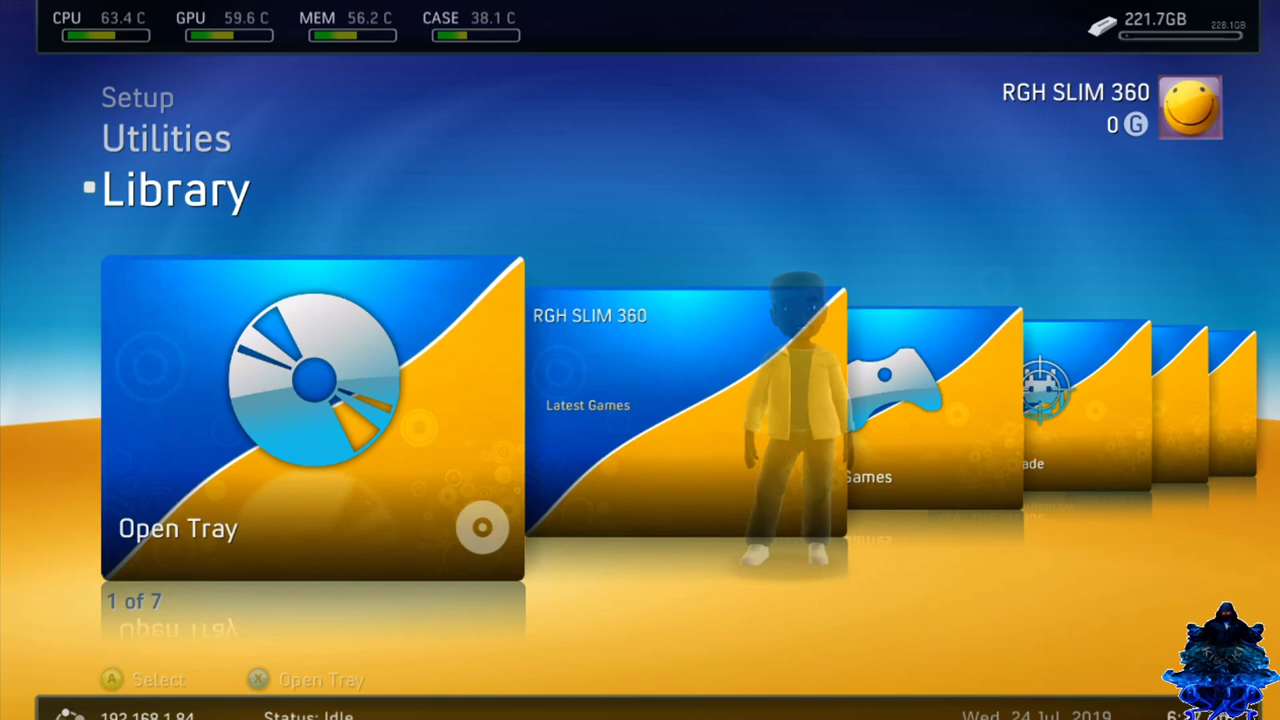 CPU 63.4 C GPU 59.6 C MEM 56.2 C CASE 38.1 C
221.7GB 228.1GB
Setup
Utilities
Library
RGH SLIM 360
0 G
RGH SLIM 360
Latest Games
Games
ade
Open Tray
1 of 7
Open Tray
A Select X Open Tray
192.168.1.84 Status: Idle Wed, 24 Jul, 2019